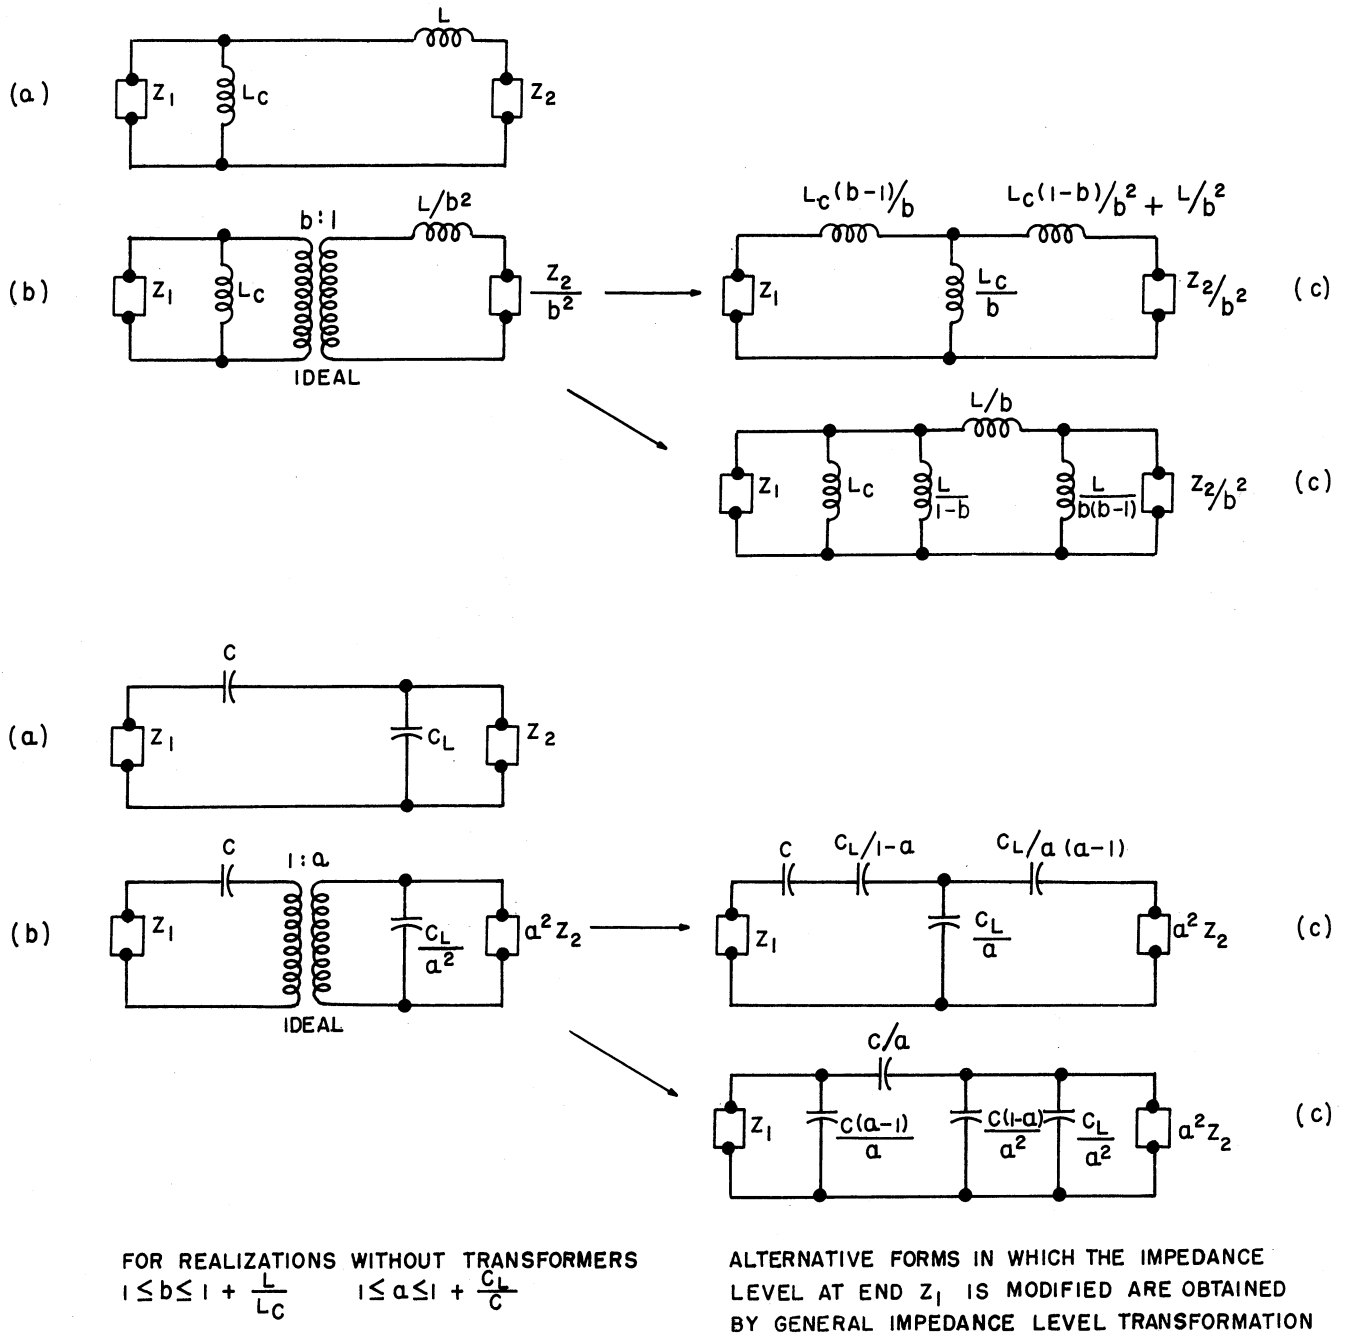 L
(a) Z1 LC Z2
LC(b-1)/b LC(1-b)/b² + L/b²
b:1 L/b²
(b) Z1 LC Z2/b² Z1 LC/b Z2/b² (c)
IDEAL
L/b
Z1 LC L/1-b L/b(b-1) Z2/b² (c)
C
(a) Z1 CL Z2
C 1:a C CL/1-a CL/a(a-1)
(b) Z1 CL/a² a²Z2 Z1 CL/a a²Z2 (c)
IDEAL
C/a
Z1 C(a-1)/a C(1-a)/a² CL/a² a²Z2 (c)
FOR REALIZATIONS WITHOUT TRANSFORMERS
1≤b≤1 + L/LC 1≤a≤1 + CL/C
ALTERNATIVE FORMS IN WHICH THE IMPEDANCE
LEVEL AT END Z1 IS MODIFIED ARE OBTAINED
BY GENERAL IMPEDANCE LEVEL TRANSFORMATION